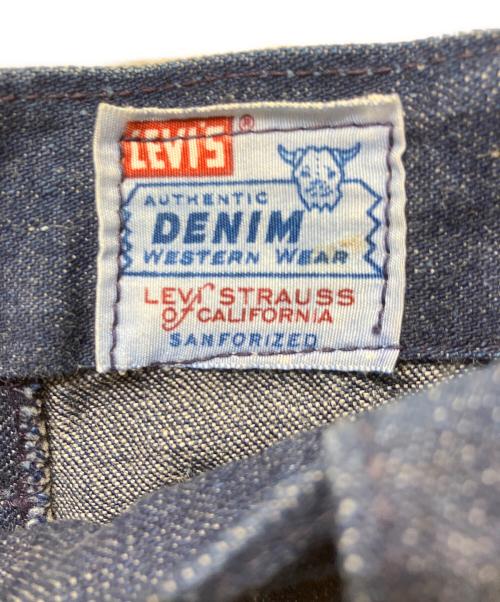 LEVI'S®
AUTHENTIC
DENIM
WESTERN WEAR
LEVI STRAUSS
of CALIFORNIA
SANFORIZED